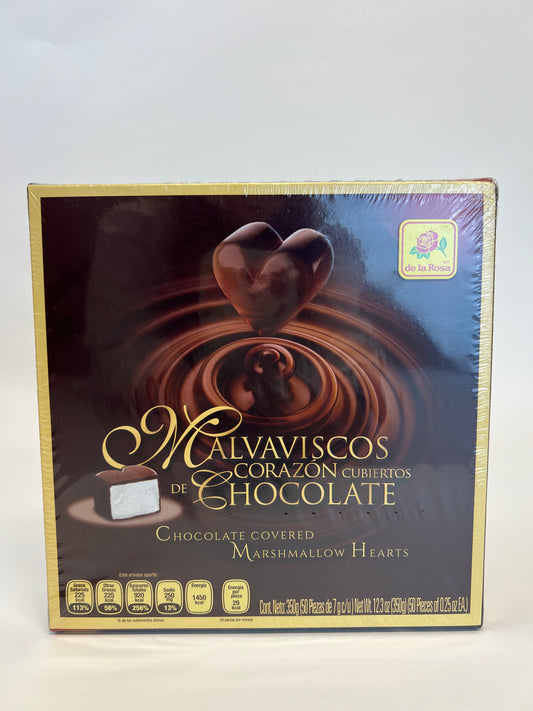 de la Rosa
MALVAVISCOS
CORAZÓN CUBIERTOS
DE CHOCOLATE
CHOCOLATE COVERED
MARSHMALLOW HEARTS
Este envase aporta:
Grasa Saturada 225 kcal 113%
Otras Grasas 225 kcal 56%
Azúcares Totales 920 kcal 256%
Sodio 250 mg 13%
Energía 1450 kcal
Energía por pieza 29 kcal
% de los nutrimentos diarios
50 piezas por envase
Cont. Neto: 350g (50 Piezas de 7 g c/u) Net Wt. 12.3 oz (350g) (50 Pieces of 0.25 oz EA.)